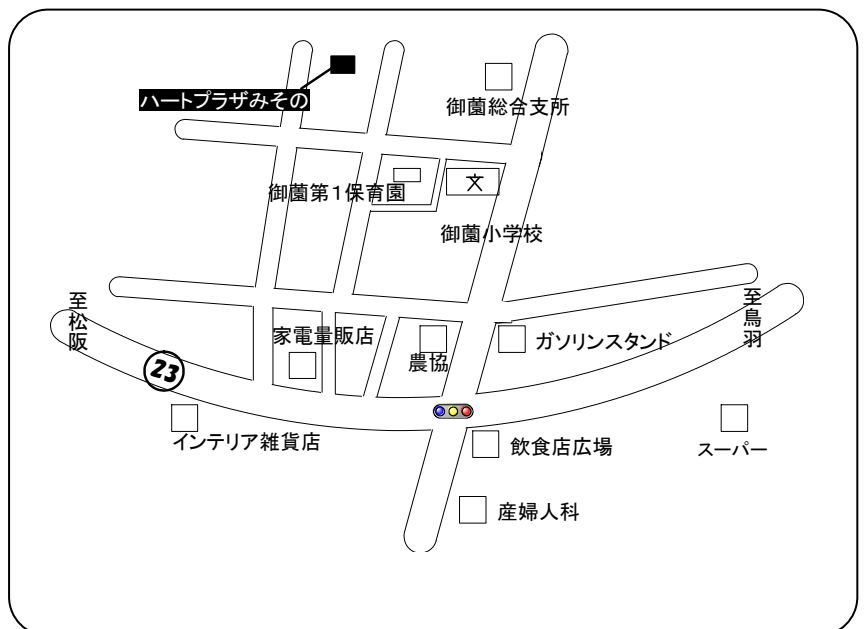 ハートプラザみその
御薗総合支所
御薗第1保育園
文
御薗小学校
至松阪
至鳥羽
家電量販店
農協
ガソリンスタンド
23
インテリア雑貨店
飲食店広場
スーパー
産婦人科